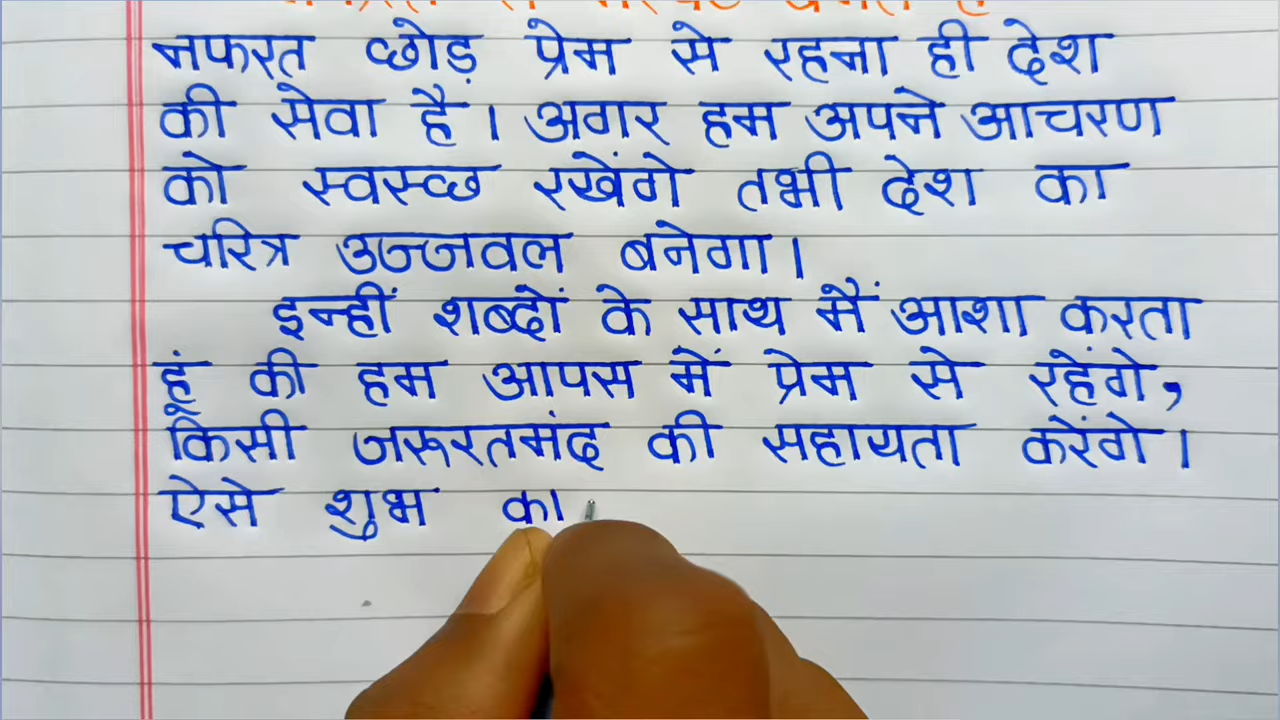 नफरत छोड़ प्रेम से रहना ही देश
की सेवा है। अगर हम अपने आचरण
को स्वस्छ रखेंगे तभी देश का
चरित्र उज्जवल बनेगा।
इन्हीं शब्दों के साथ मैं आशा करता
हूं की हम आपस में प्रेम से रहेंगे,
किसी जरूरतमंद की सहायता करेंगे।
ऐसे शुभ का